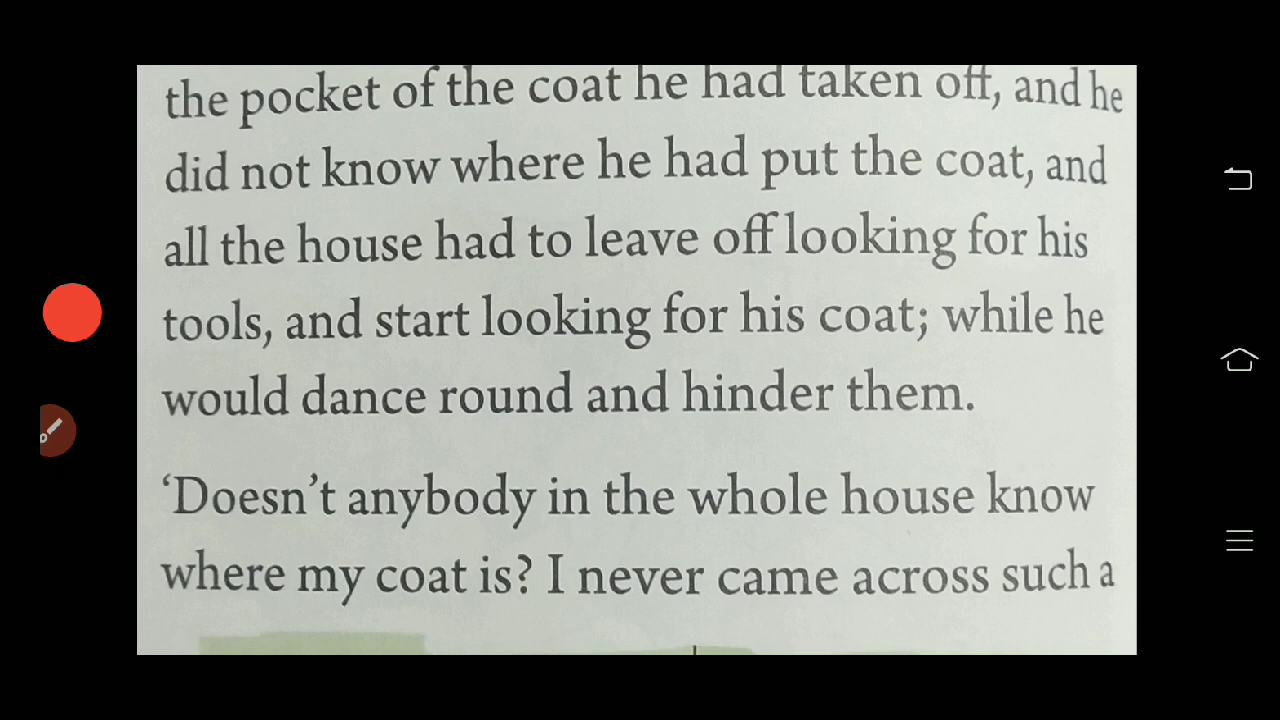 the pocket of the coat he had taken off, and he
did not know where he had put the coat, and
all the house had to leave off looking for his
tools, and start looking for his coat; while he
would dance round and hinder them.
‘Doesn’t anybody in the whole house know
where my coat is? I never came across such a